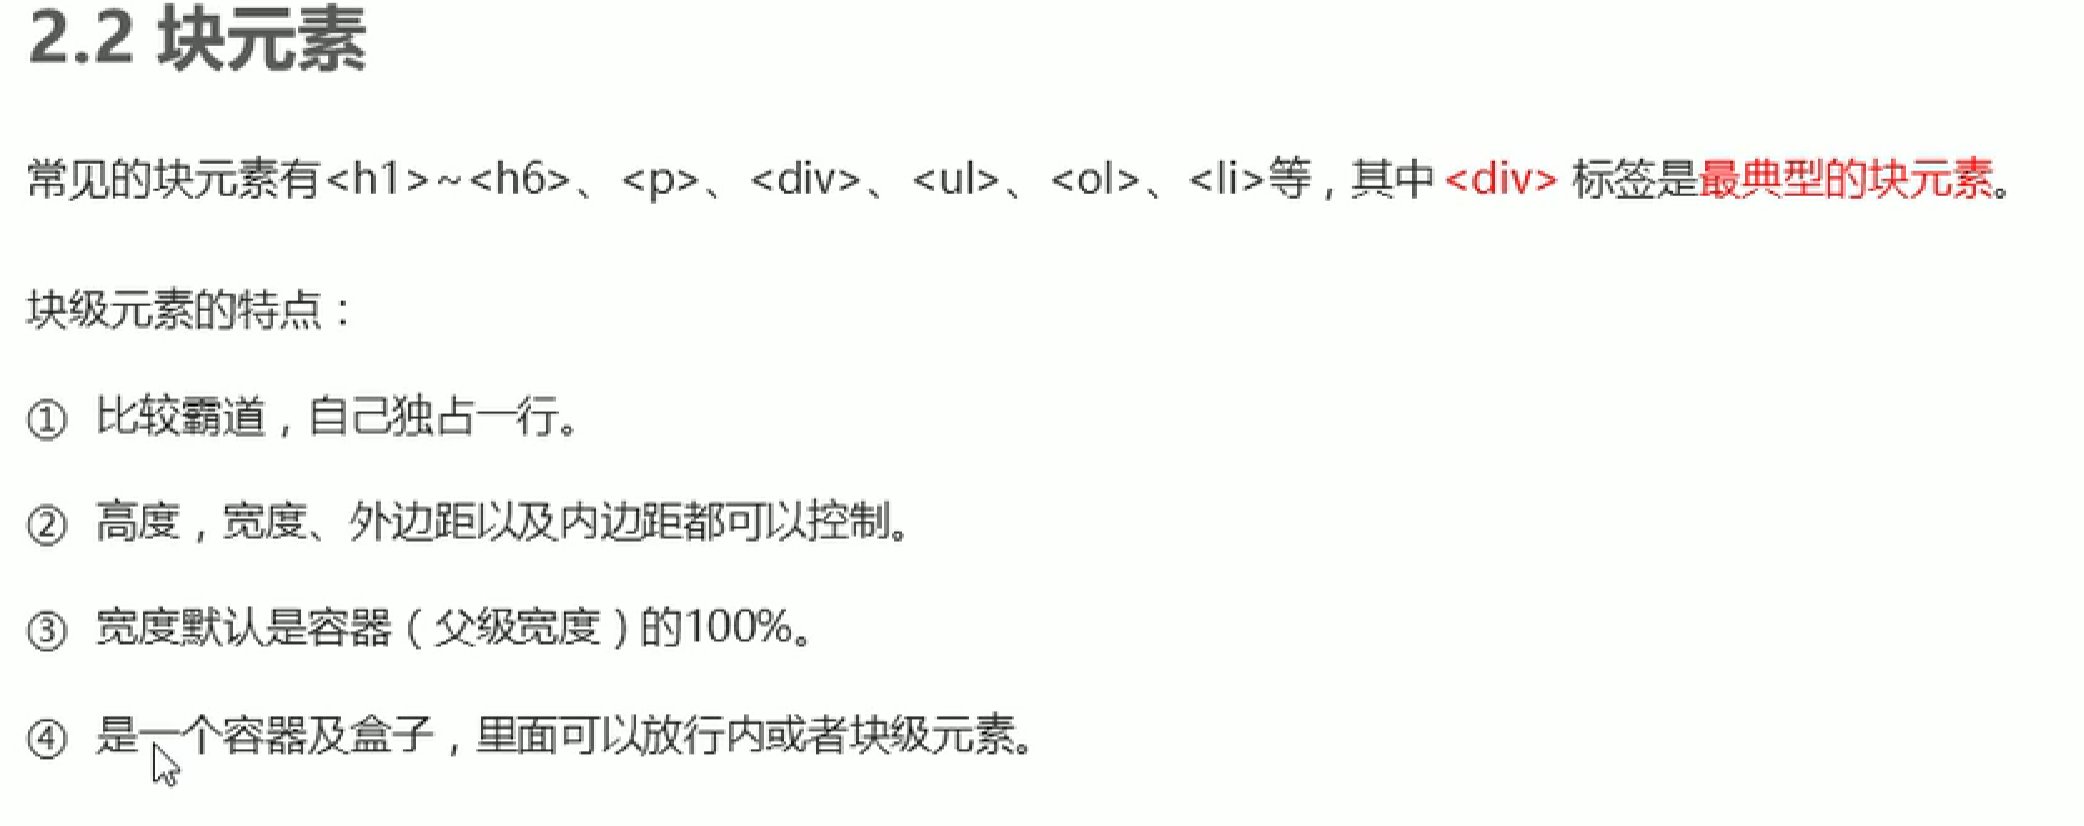 2.2 块元素
常见的块元素有<h1>~<h6>、<p>、<div>、<ul>、<ol>、<li>等，其中<div> 标签是最典型的块元素。
块级元素的特点：
① 比较霸道，自己独占一行。
② 高度，宽度、外边距以及内边距都可以控制。
③ 宽度默认是容器（父级宽度）的100%。
④ 是一个容器及盒子，里面可以放行内或者块级元素。